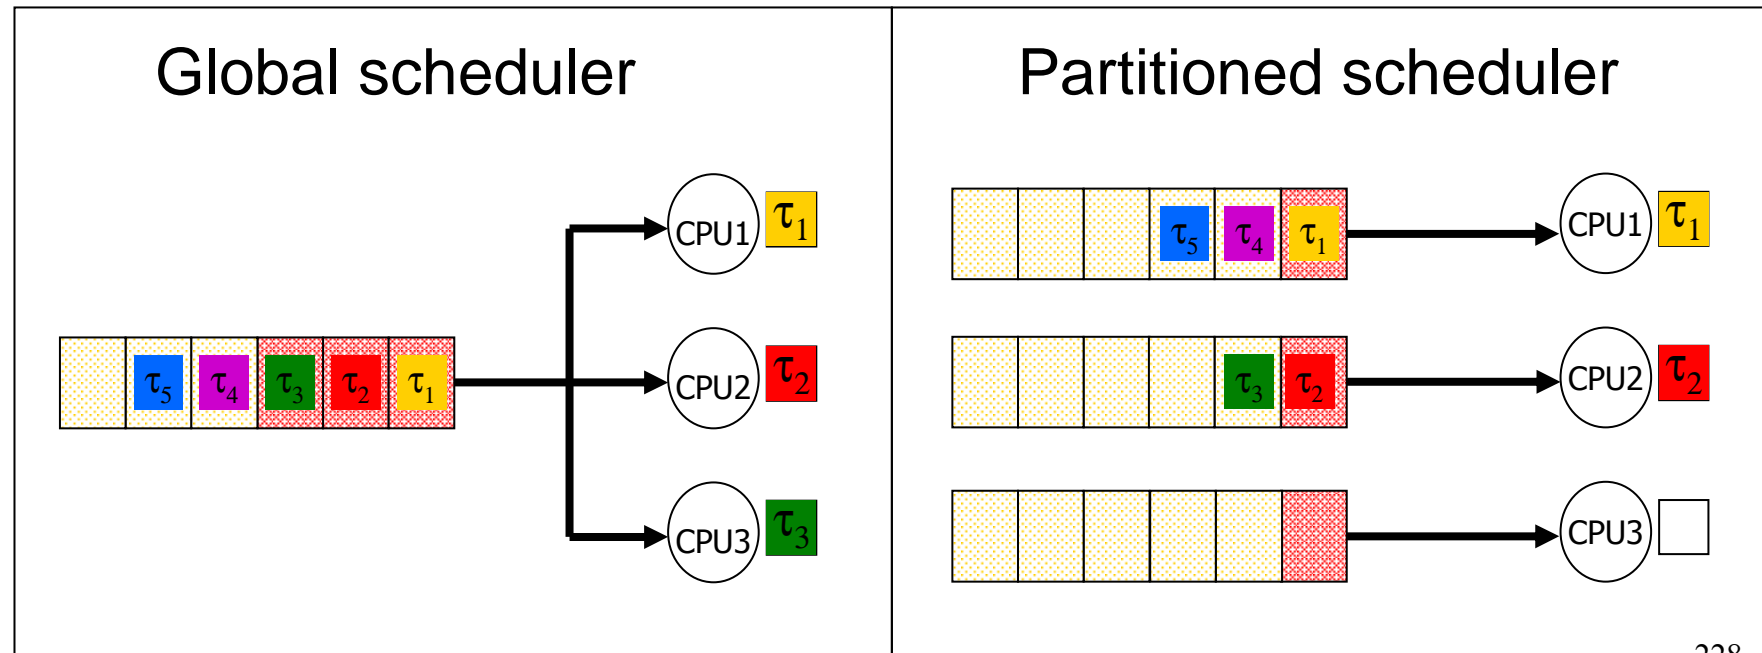 Global scheduler
τ5 τ4 τ3 τ2 τ1
CPU1 τ1
CPU2 τ2
CPU3 τ3
Partitioned scheduler
τ5 τ4 τ1
CPU1 τ1
τ3 τ2
CPU2 τ2
CPU3